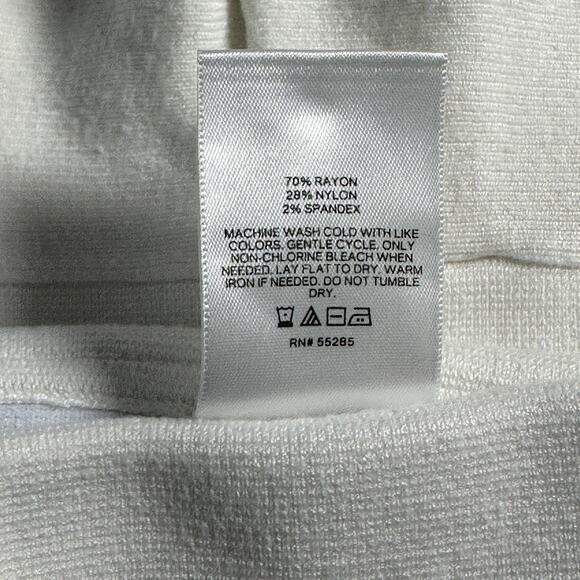 70% RAYON
28% NYLON
2% SPANDEX
MACHINE WASH COLD WITH LIKE
COLORS. GENTLE CYCLE. ONLY
NON-CHLORINE BLEACH WHEN
NEEDED. LAY FLAT TO DRY. WARM
IRON IF NEEDED. DO NOT TUMBLE
DRY.
RN# 55285